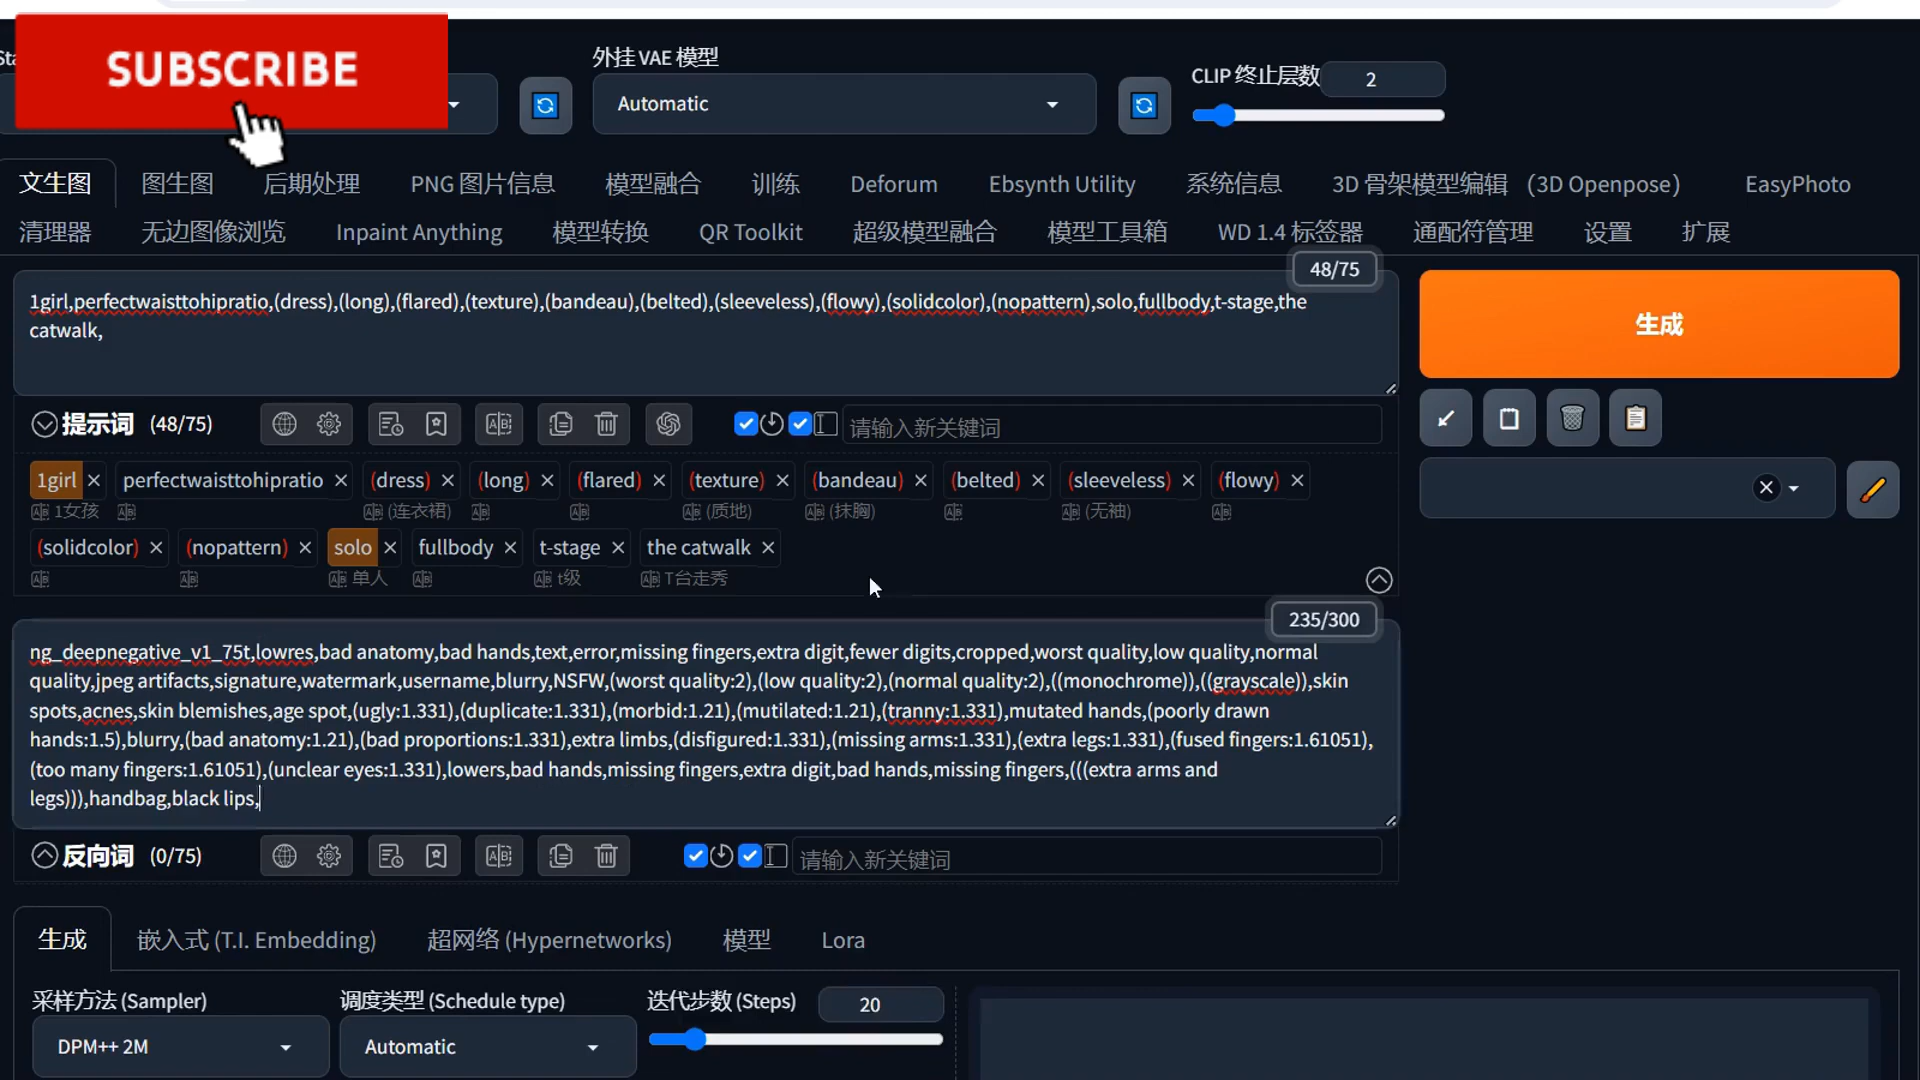 Sta
SUBSCRIBE
外挂 VAE 模型
CLIP 终止层数
2
Automatic
文生图 图生图 后期处理 PNG 图片信息 模型融合 训练 Deforum Ebsynth Utility 系统信息 3D 骨架模型编辑 (3D Openpose) EasyPhoto
清理器 无边图像浏览 Inpaint Anything 模型转换 QR Toolkit 超级模型融合 模型工具箱 WD 1.4 标签器 通配符管理 设置 扩展
48/75
1girl,perfectwaisttohipratio,(dress),(long),(flared),(texture),(bandeau),(belted),(sleeveless),(flowy),(solidcolor),(nopattern),solo,fullbody,t-stage,the
catwalk,
生成
提示词 (48/75) 请输入新关键词
1girl perfectwaisttohipratio (dress) (long) (flared) (texture) (bandeau) (belted) (sleeveless) (flowy)
1女孩 (连衣裙) (质地) (抹胸) (无袖)
(solidcolor) (nopattern) solo fullbody t-stage the catwalk
单人 t级 T台走秀
235/300
ng_deepnegative_v1_75t,lowres,bad anatomy,bad hands,text,error,missing fingers,extra digit,fewer digits,cropped,worst quality,low quality,normal
quality,jpeg artifacts,signature,watermark,username,blurry,NSFW,(worst quality:2),(low quality:2),(normal quality:2),((monochrome)),((grayscale)),skin
spots,acnes,skin blemishes,age spot,(ugly:1.331),(duplicate:1.331),(morbid:1.21),(mutilated:1.21),(tranny:1.331),mutated hands,(poorly drawn
hands:1.5),blurry,(bad anatomy:1.21),(bad proportions:1.331),extra limbs,(disfigured:1.331),(missing arms:1.331),(extra legs:1.331),(fused fingers:1.61051),
(too many fingers:1.61051),(unclear eyes:1.331),lowers,bad hands,missing fingers,extra digit,bad hands,missing fingers,(((extra arms and
legs))),handbag,black lips,
反向词 (0/75) 请输入新关键词
生成 嵌入式 (T.I. Embedding) 超网络 (Hypernetworks) 模型 Lora
采样方法 (Sampler) 调度类型 (Schedule type) 迭代步数 (Steps) 20
DPM++ 2M Automatic